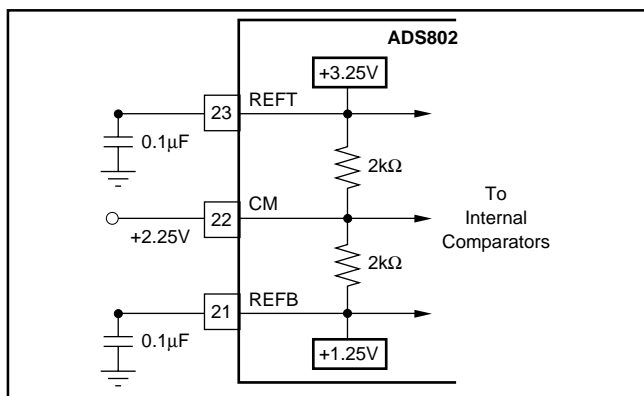 ADS802
+3.25V
23
REFT
0.1µF
2kΩ
22
CM
+2.25V
To
Internal
Comparators
2kΩ
21
REFB
0.1µF
+1.25V